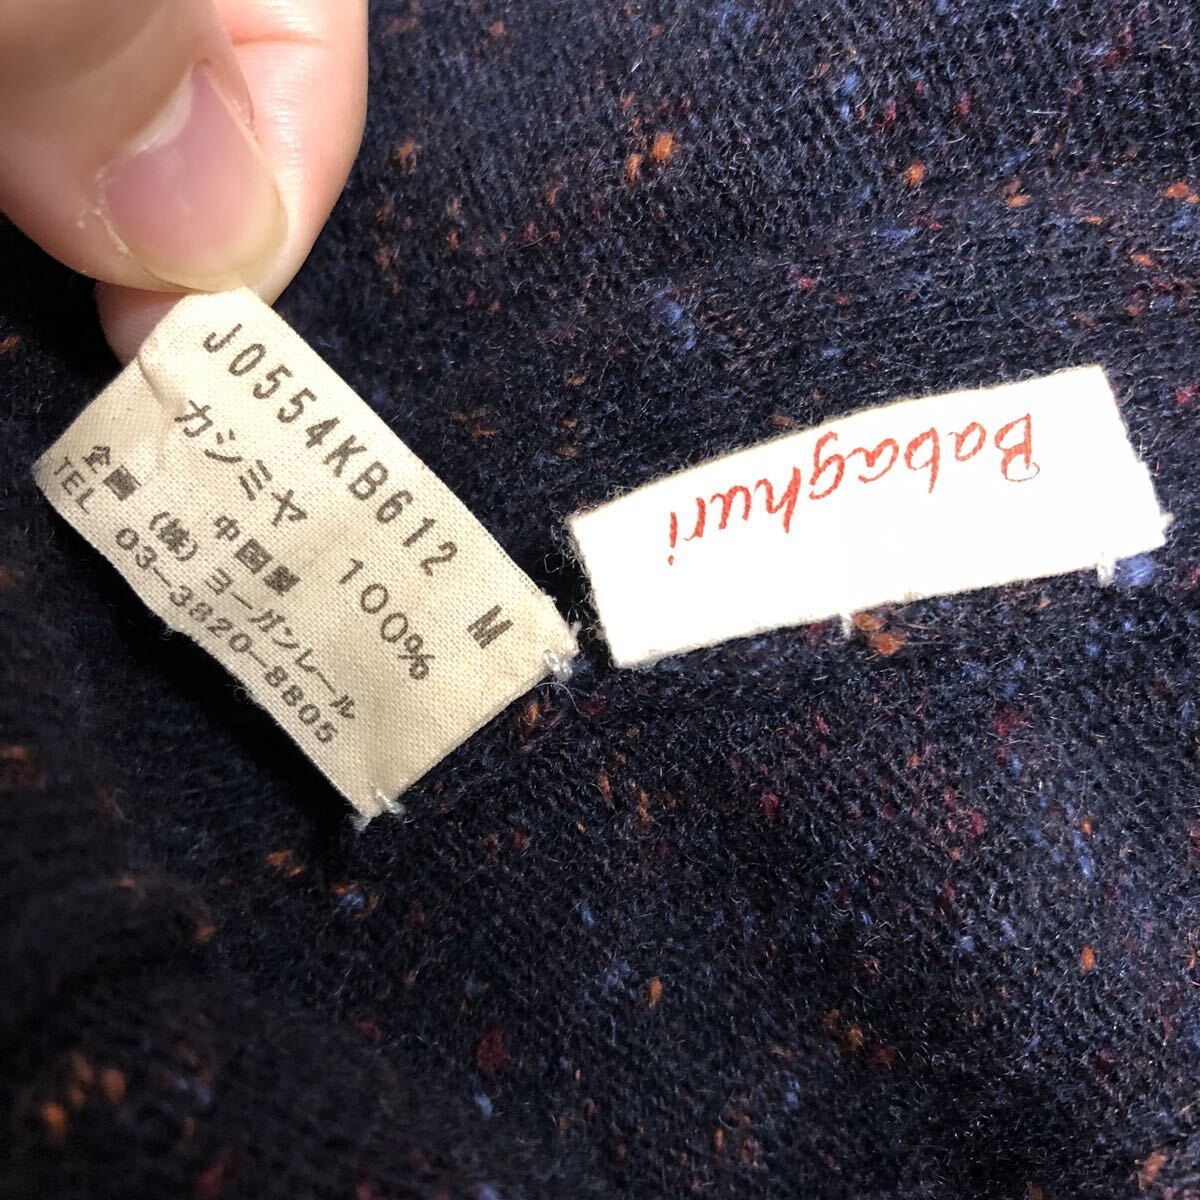 J0554KB612 M
カシミヤ 100%
中国製
企画 (株)ヨーガンレール
TEL 03-3820-8805
Babaghuri